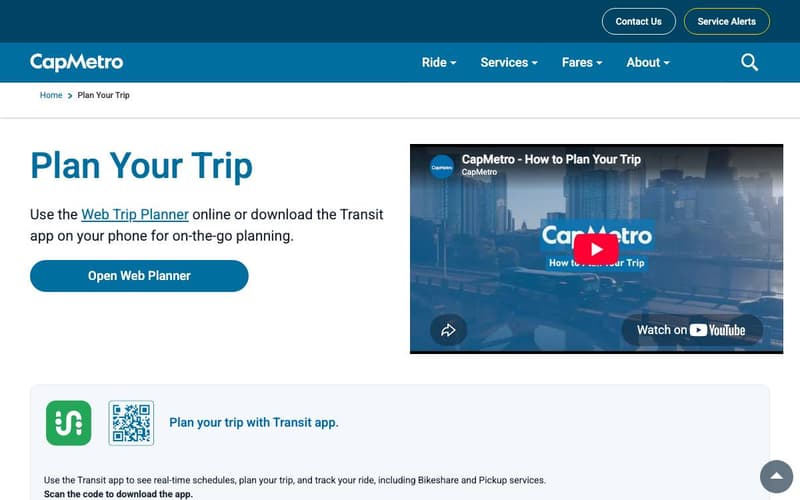 Contact Us
Service Alerts
CapMetro
Ride
Services
Fares
About
Home > Plan Your Trip
Plan Your Trip
Use the Web Trip Planner online or download the Transit
app on your phone for on-the-go planning.
Open Web Planner
CapMetro
CapMetro - How to Plan Your Trip
CapMetro
CapMetro
How to Plan Your Trip
Watch on YouTube
Plan your trip with Transit app.
Use the Transit app to see real-time schedules, plan your trip, and track your ride, including Bikeshare and Pickup services.
Scan the code to download the app.